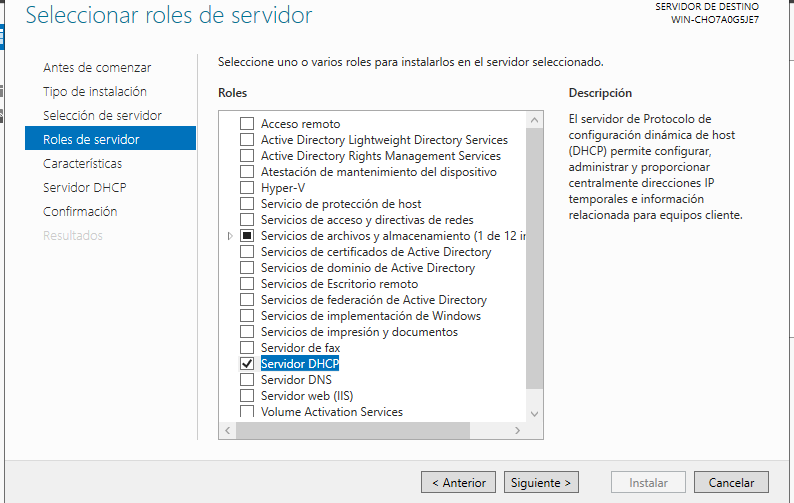 Seleccionar roles de servidor
SERVIDOR DE DESTINO
WIN-CHO7A0G5JE7
Antes de comenzar
Tipo de instalación
Selección de servidor
Roles de servidor
Características
Servidor DHCP
Confirmación
Resultados
Seleccione uno o varios roles para instalarlos en el servidor seleccionado.
Roles
Acceso remoto
Active Directory Lightweight Directory Services
Active Directory Rights Management Services
Atestación de mantenimiento del dispositivo
Hyper-V
Servicio de protección de host
Servicios de acceso y directivas de redes
Servicios de archivos y almacenamiento (1 de 12 in
Servicios de certificados de Active Directory
Servicios de dominio de Active Directory
Servicios de Escritorio remoto
Servicios de federación de Active Directory
Servicios de implementación de Windows
Servicios de impresión y documentos
Servidor de fax
Servidor DHCP
Servidor DNS
Servidor web (IIS)
Volume Activation Services
Descripción
El servidor de Protocolo de
configuración dinámica de host
(DHCP) permite configurar,
administrar y proporcionar
centralmente direcciones IP
temporales e información
relacionada para equipos cliente.
< Anterior
Siguiente >
Instalar
Cancelar